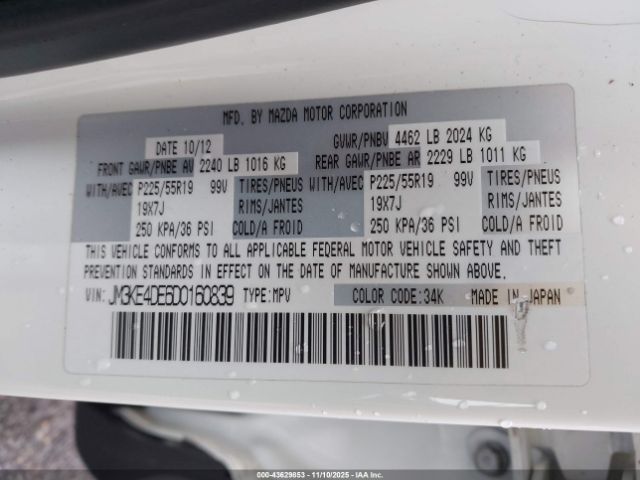 MFD. BY MAZDA MOTOR CORPORATION
DATE 10/12 GVWR/PNBV 4462 LB 2024 KG
FRONT GAWR/PNBE AV 2240 LB 1016 KG REAR GAWR/PNBE AR 2229 LB 1011 KG
WITH/AVEC P225/55R19 99V TIRES/PNEUS WITH/AVEC P225/55R19 99V TIRES/PNEUS
19X7J RIMS/JANTES 19X7J RIMS/JANTES
250 KPA/36 PSI COLD/A FROID 250 KPA/36 PSI COLD/A FROID
THIS VEHICLE CONFORMS TO ALL APPLICABLE FEDERAL MOTOR VEHICLE SAFETY AND THEFT
PREVENTION STANDARDS IN EFFECT ON THE DATE OF MANUFACTURE SHOWN ABOVE.
VIN: JM3KE4DE6D0160839 TYPE:MPV COLOR CODE:34K MADE IN JAPAN
000-43629853 - 11/10/2025 - IAAI.COM